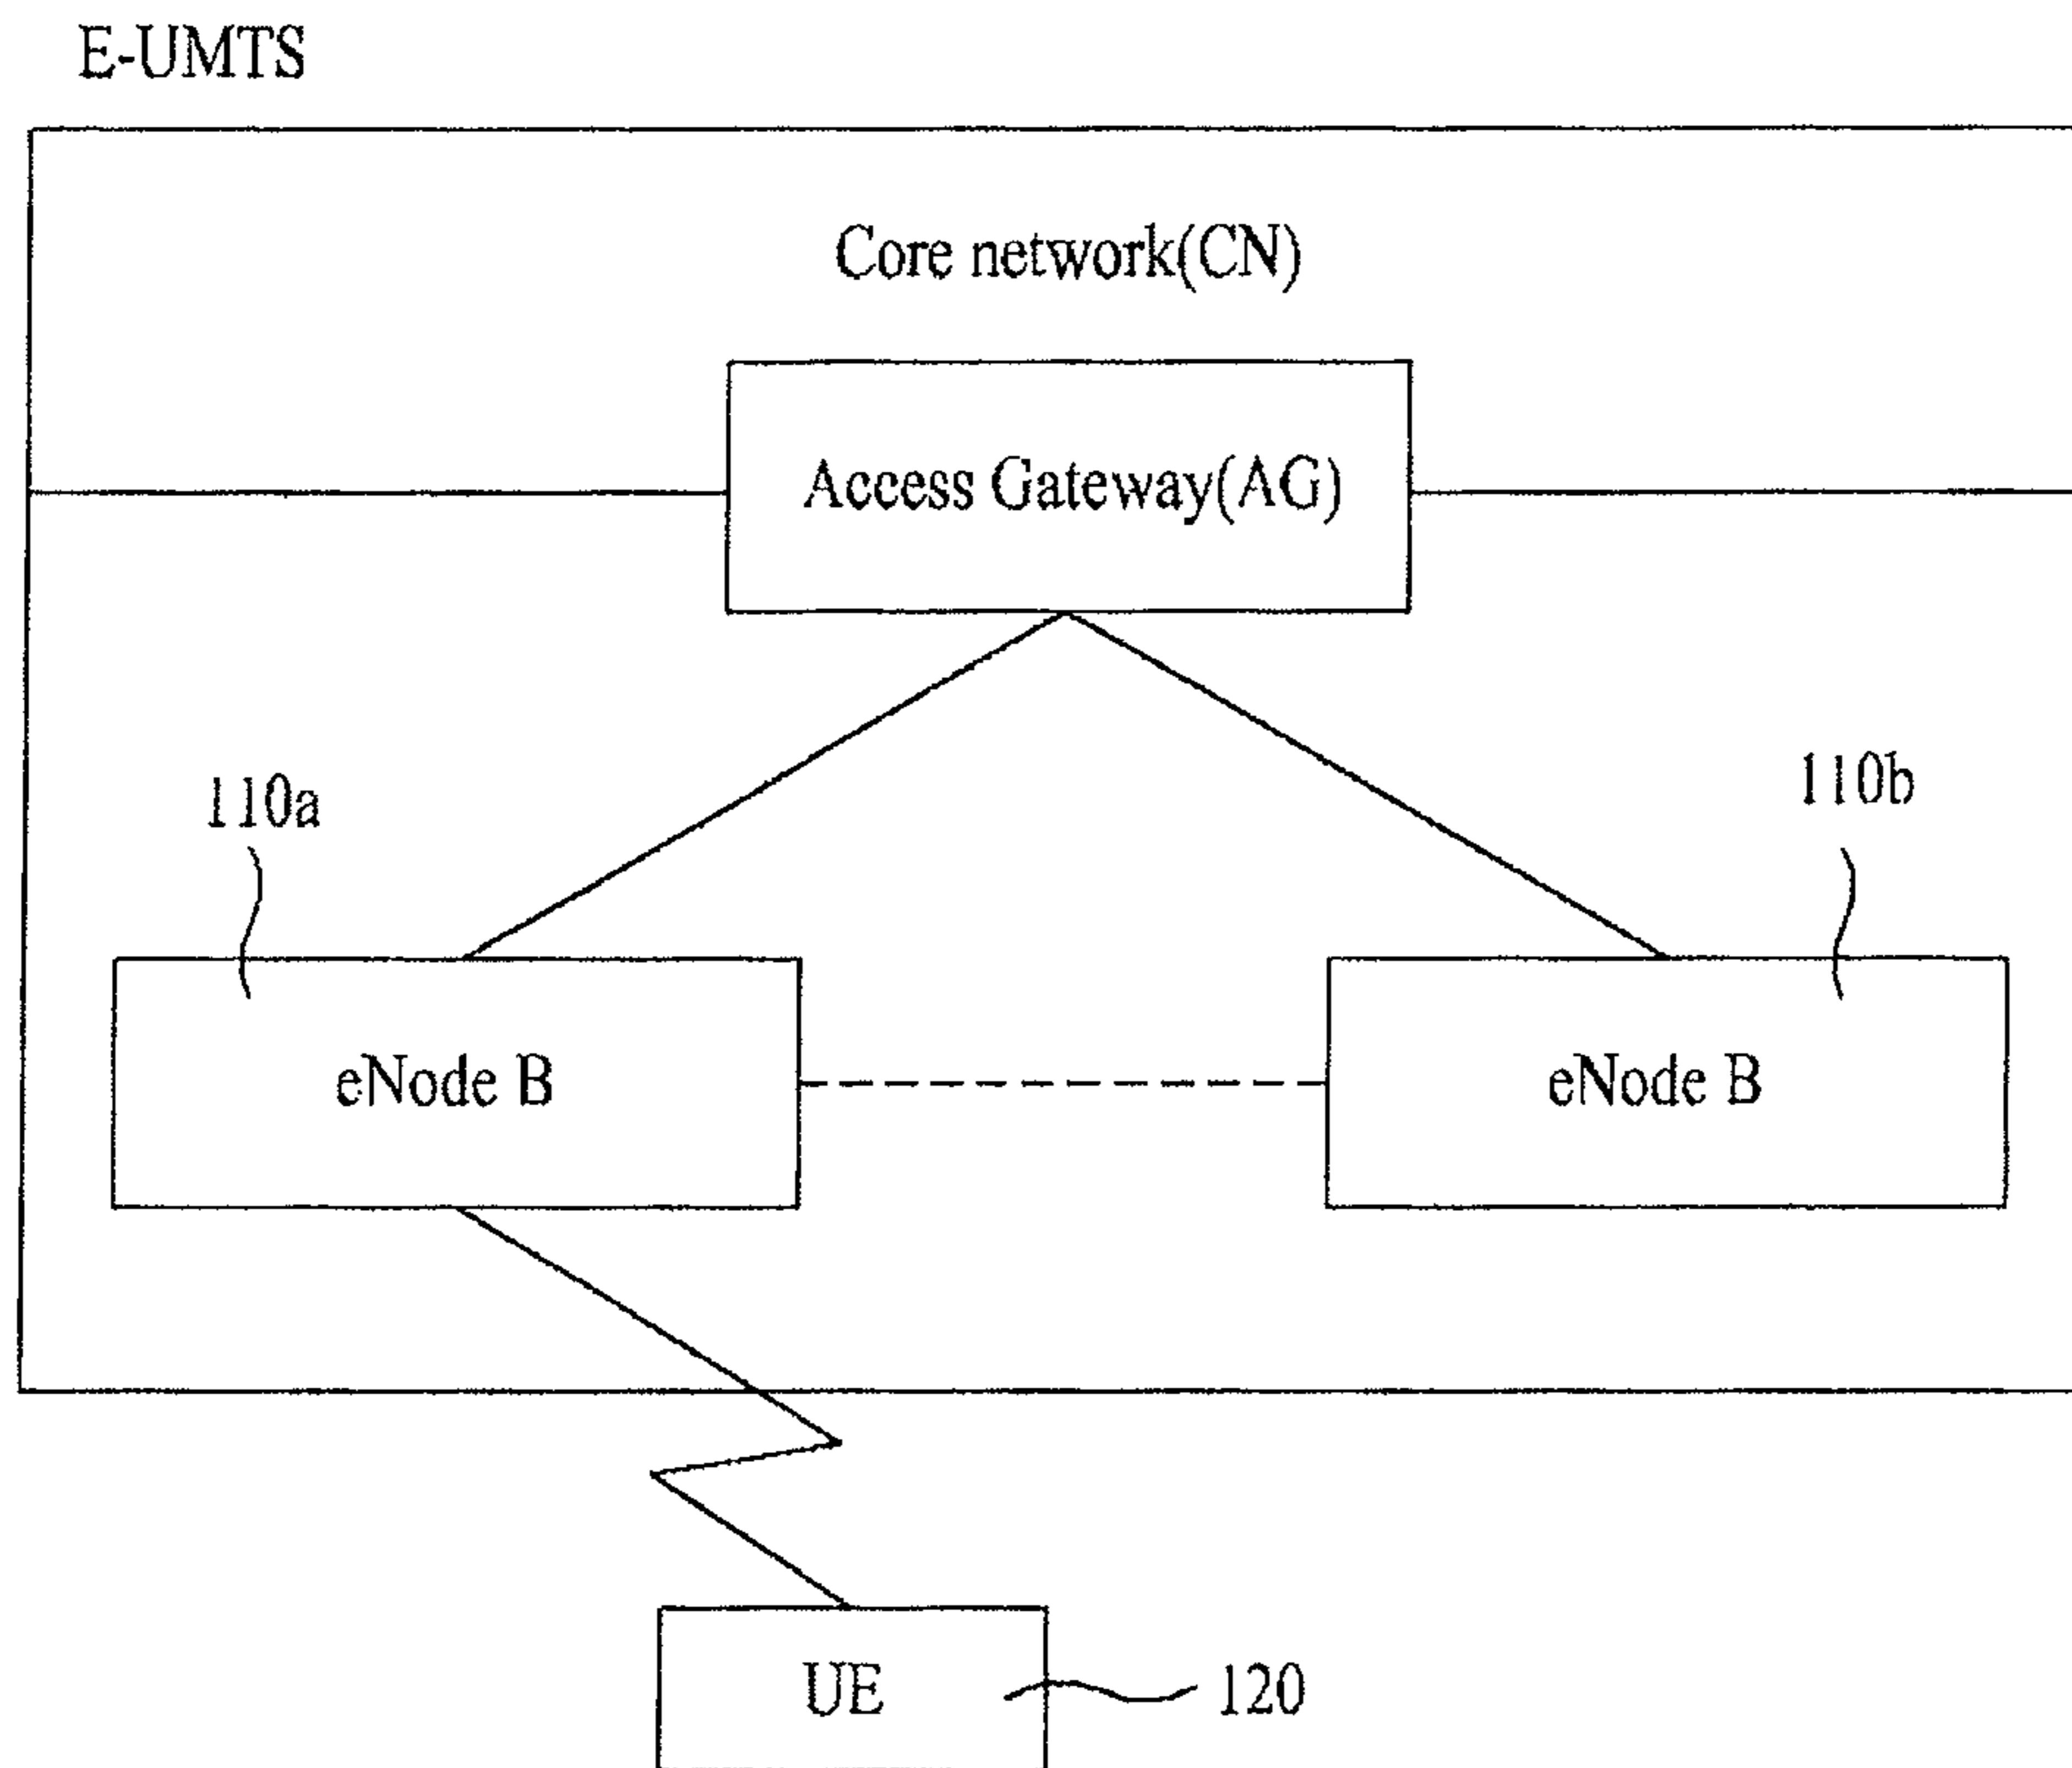 E-UMTS
Core network(CN)
Access Gateway(AG)
110a
110b
eNode B
eNode B
UE
120